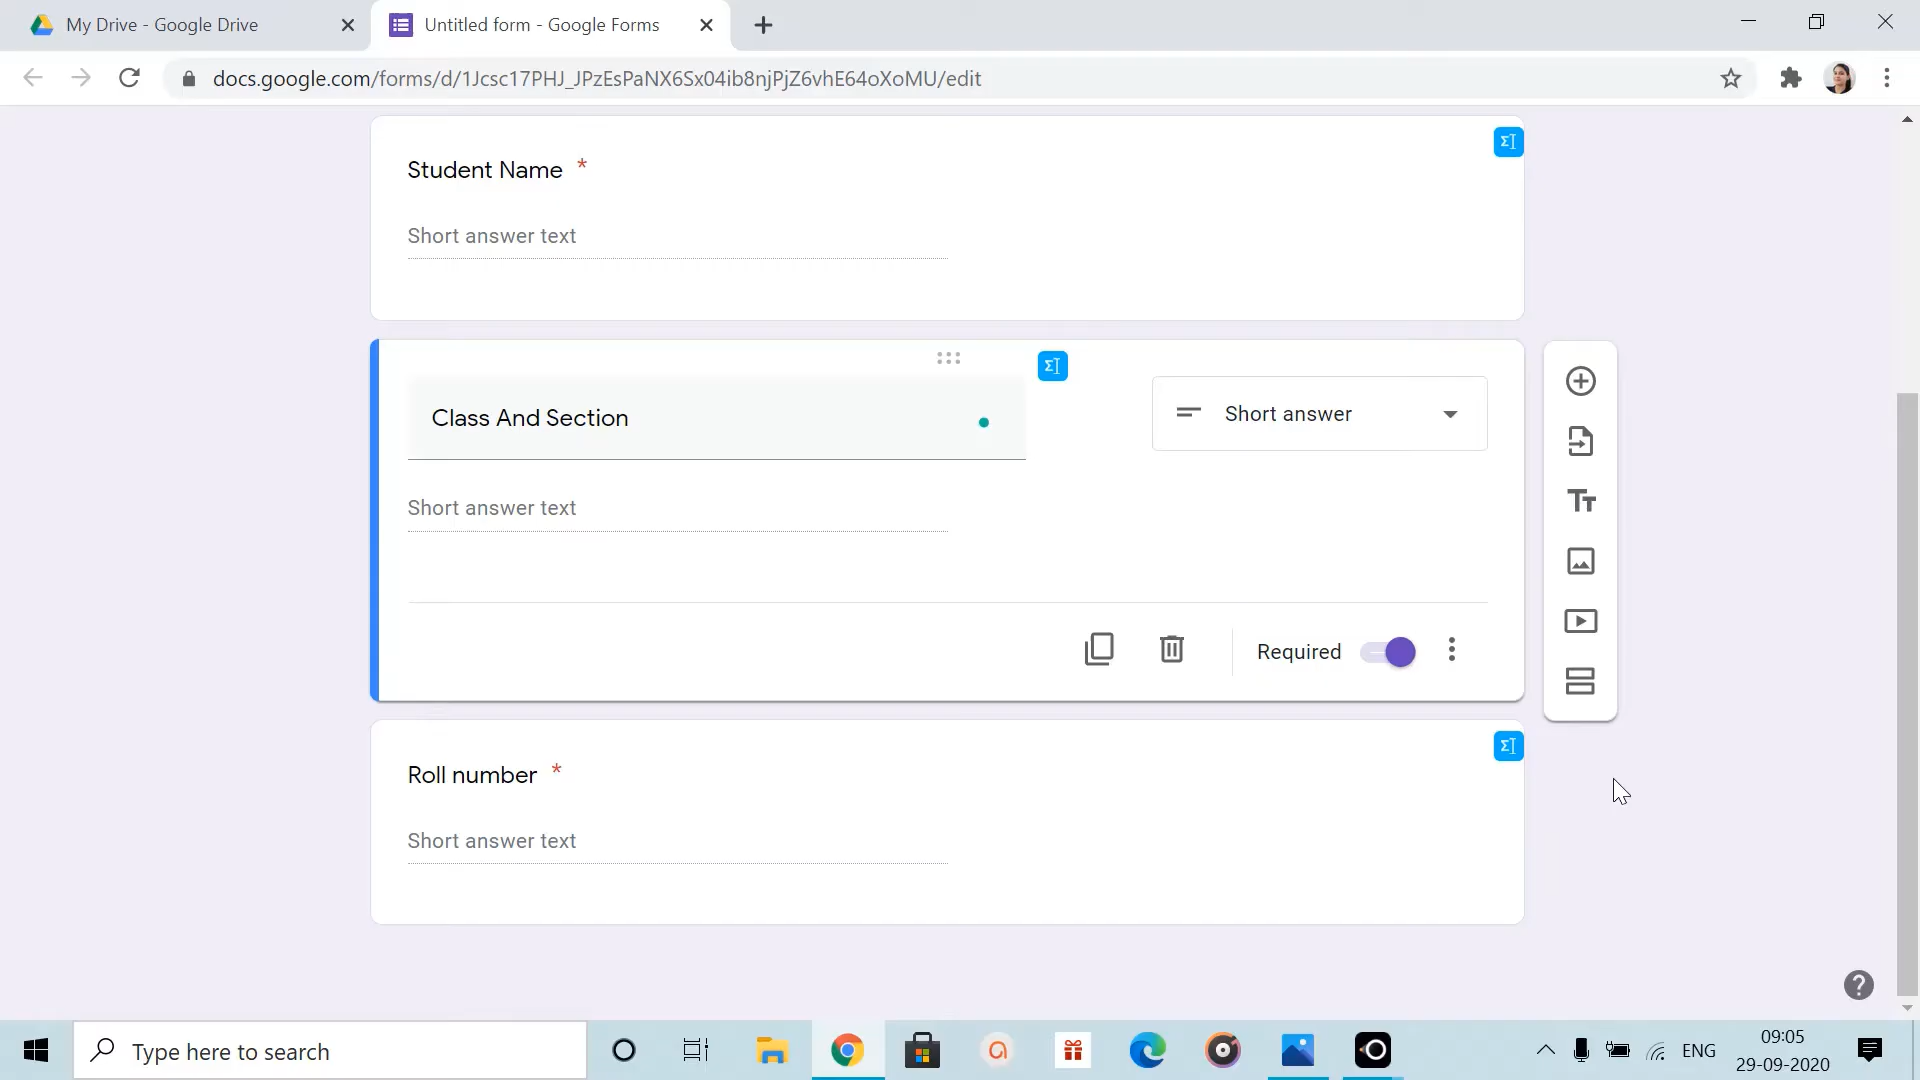 My Drive - Google Drive
Untitled form - Google Forms
docs.google.com/forms/d/1Jcsc17PHJ_JPzEsPaNX6Sx04ib8njPjZ6vhE64oXoMU/edit
Student Name *
Short answer text
Class And Section
Short answer
Short answer text
Required
Roll number *
Short answer text
Type here to search
ENG
09:05
29-09-2020